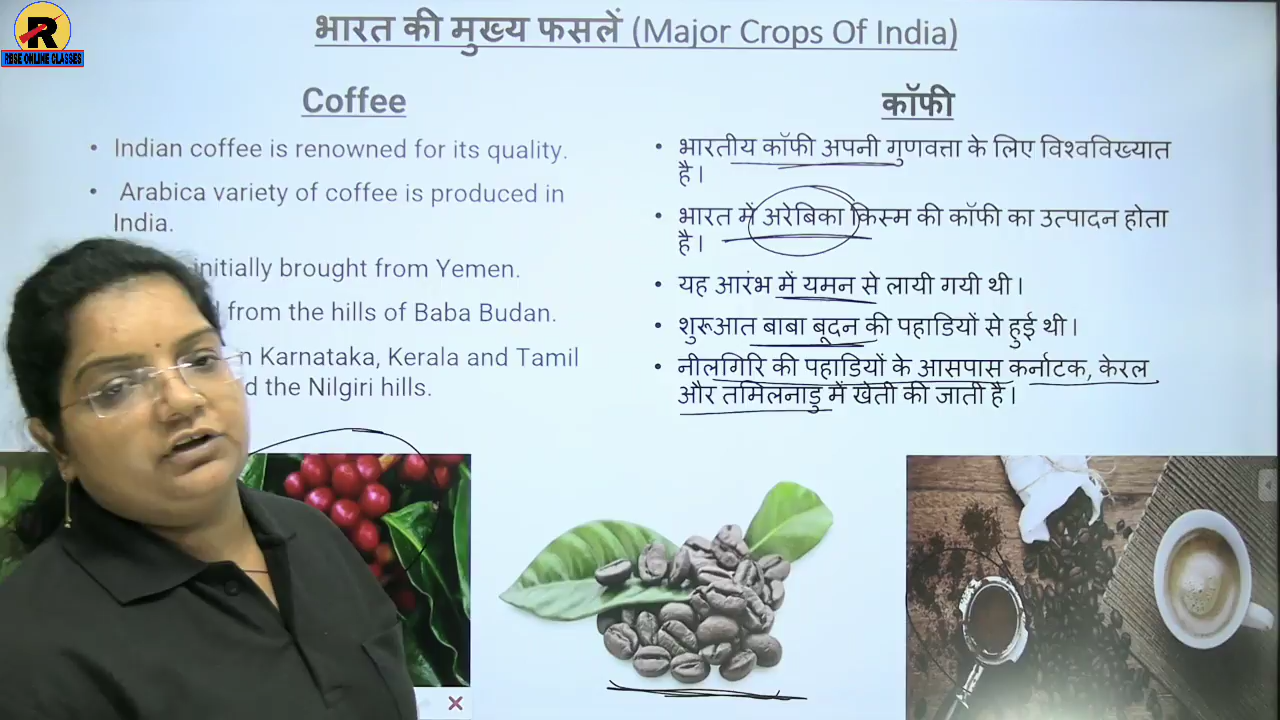 R
RBSE ONLINE CLASSES
भारत की मुख्य फसलें (Major Crops Of India)
Coffee
• Indian coffee is renowned for its quality.
• Arabica variety of coffee is produced in
India.
initially brought from Yemen.
from the hills of Baba Budan.
n Karnataka, Kerala and Tamil
d the Nilgiri hills.
कॉफी
• भारतीय कॉफी अपनी गुणवत्ता के लिए विश्वविख्यात
है।
• भारत में अरेबिका किस्म की कॉफी का उत्पादन होता
है।
• यह आरंभ में यमन से लायी गयी थी।
• शुरूआत बाबा बूदन की पहाडियों से हुई थी।
• नीलगिरि की पहाडियों के आसपास कर्नाटक, केरल
और तमिलनाडु में खेती की जाती है।